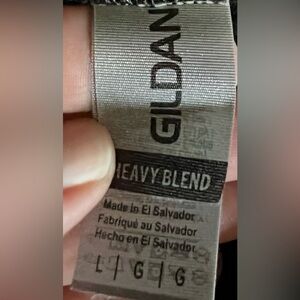 GILDAN
HEAVY BLEND
Made in El Salvador
Fabriqué au Salvador
Hecho en El Salvador
L | G | G